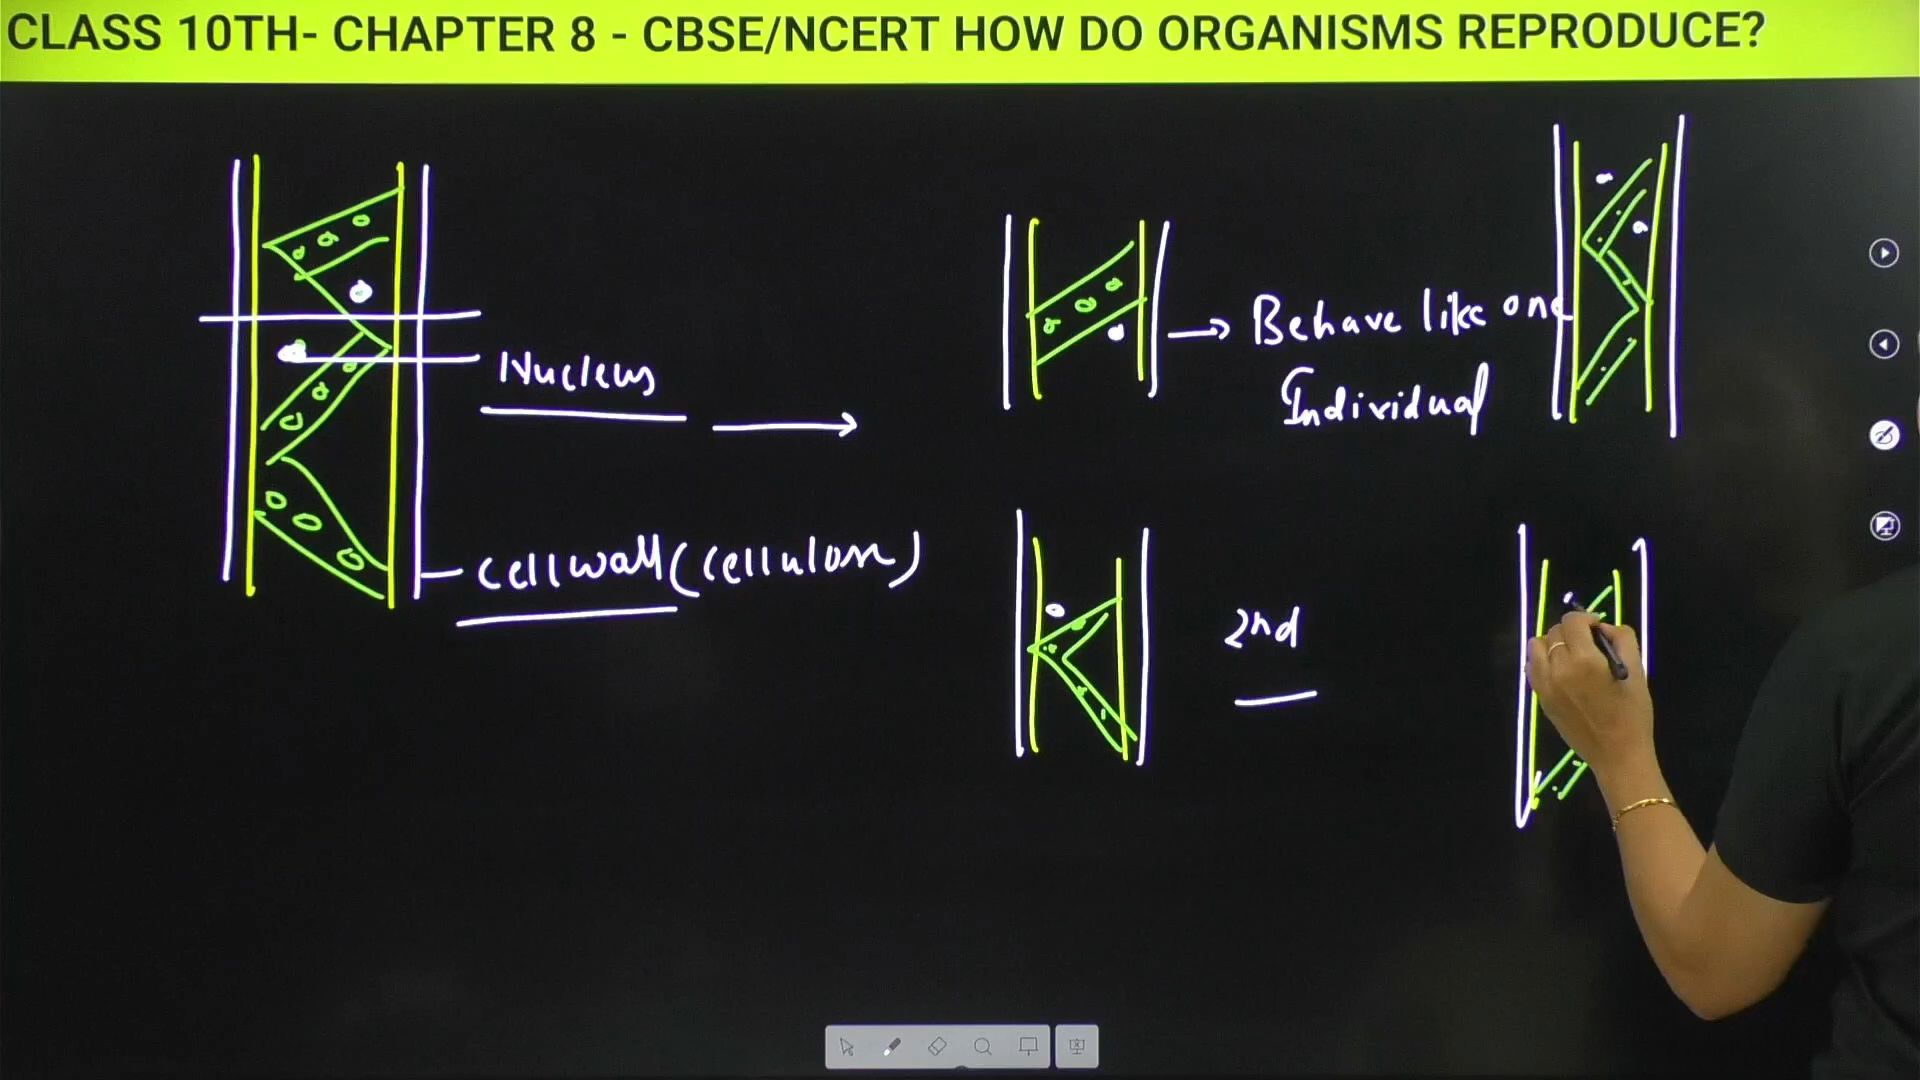 CLASS 10TH- CHAPTER 8 - CBSE/NCERT HOW DO ORGANISMS REPRODUCE?
Behave like one
Individual
Nucleus
Cellwall (Cellulose)
2nd